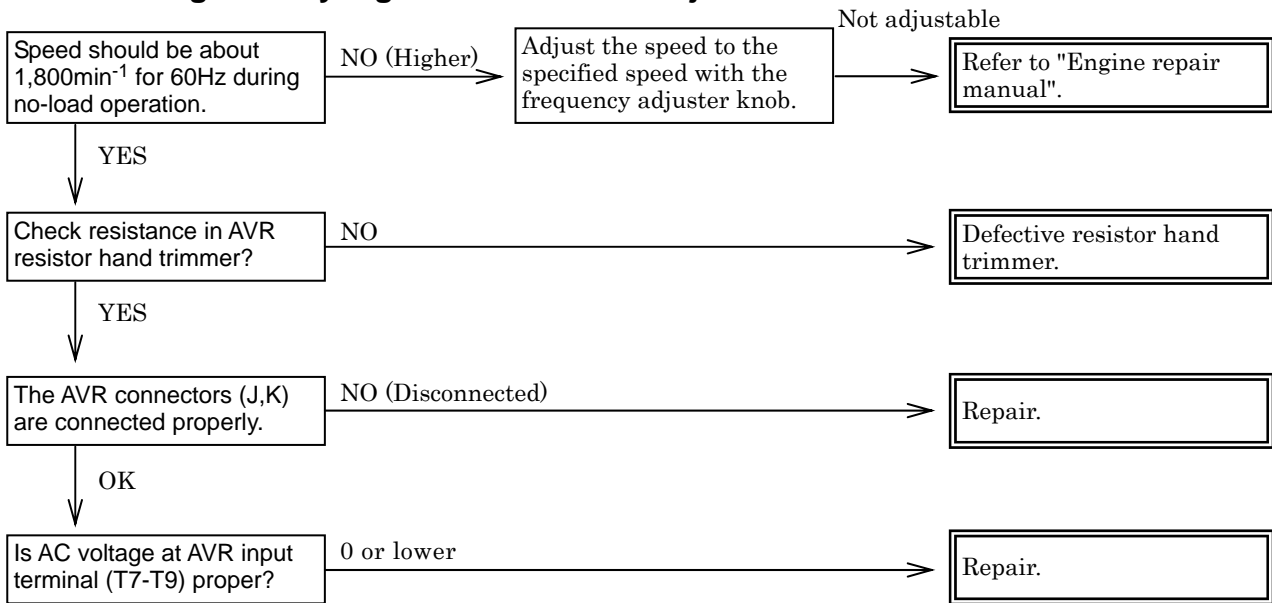 Not adjustable
Speed should be about
1,800min-1 for 60Hz during
no-load operation.
NO (Higher)
Adjust the speed to the
specified speed with the
frequency adjuster knob.
Refer to "Engine repair
manual".
YES
Check resistance in AVR
resistor hand trimmer?
NO
Defective resistor hand
trimmer.
YES
The AVR connectors (J,K)
are connected properly.
NO (Disconnected)
Repair.
OK
Is AC voltage at AVR input
terminal (T7-T9) proper?
0 or lower
Repair.